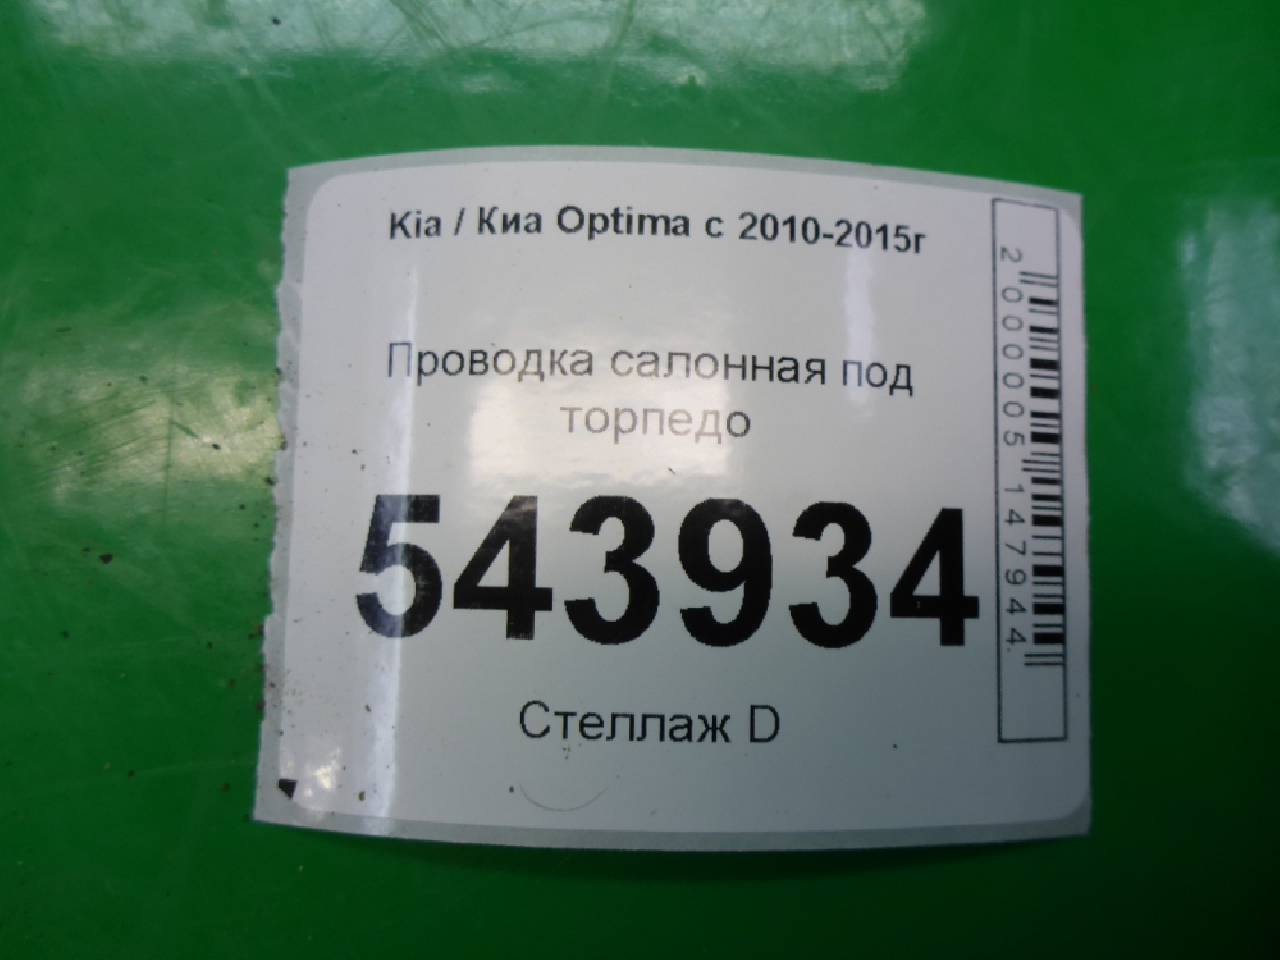 Kia / Киа Optima с 2010-2015г
Проводка салонная под
торпедо
543934
Стеллаж D
2000005147944